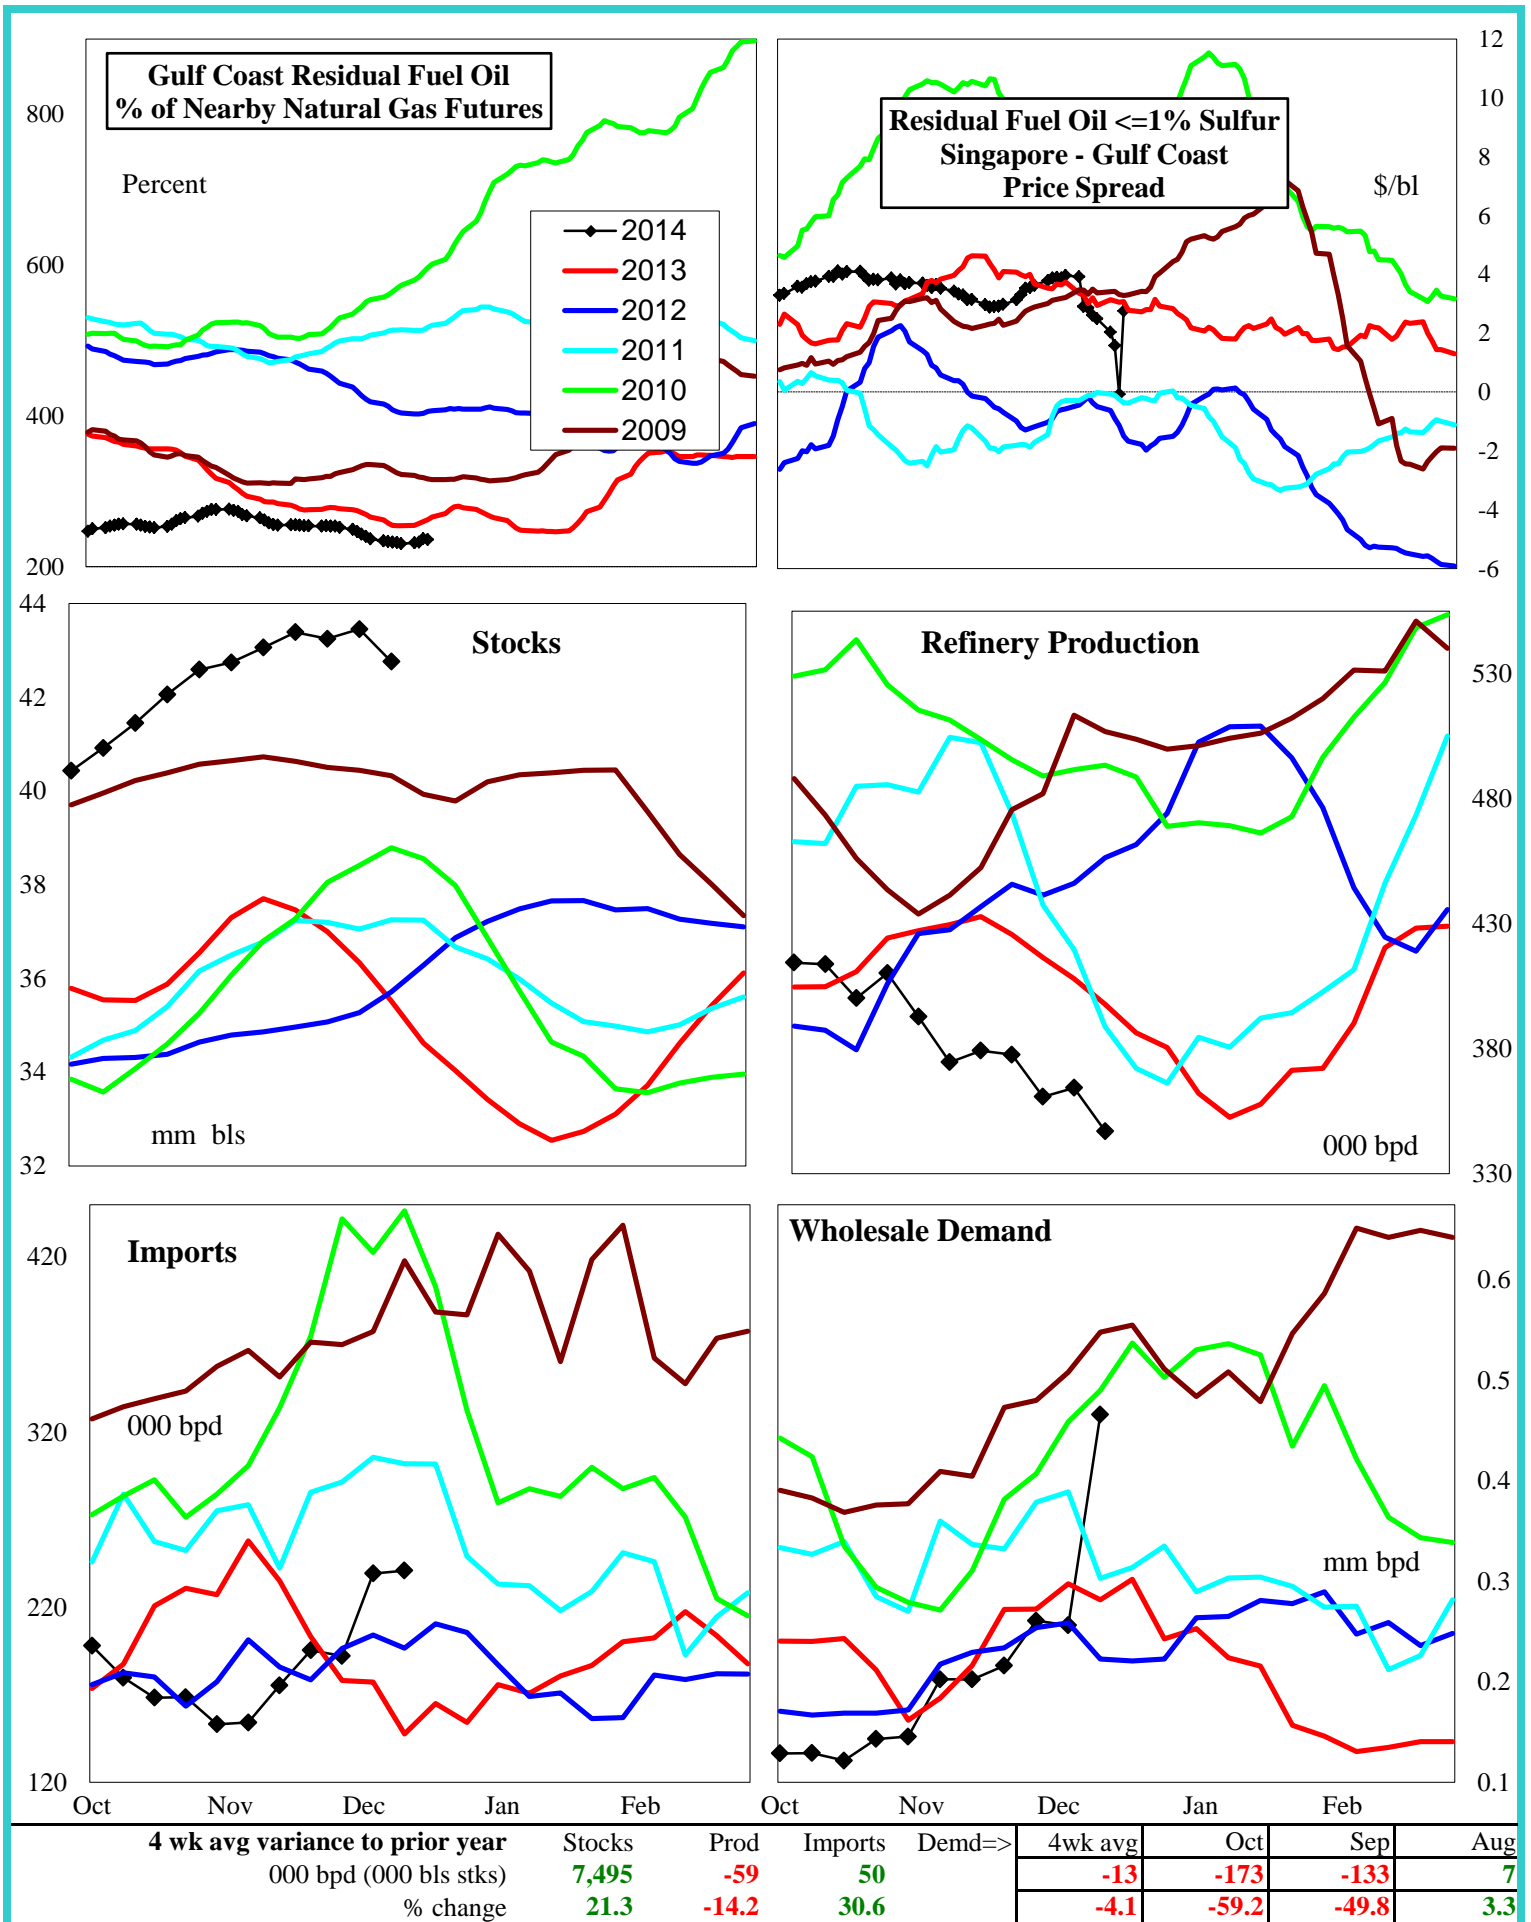 Gulf Coast Residual Fuel Oil
% of Nearby Natural Gas Futures
Percent
800
600
400
200
2014
2013
2012
2011
2010
2009
Residual Fuel Oil <=1% Sulfur
Singapore - Gulf Coast
Price Spread
$/bl
12
10
8
6
4
2
0
-2
-4
-6
Stocks
mm bls
44
42
40
38
36
34
32
Refinery Production
000 bpd
530
480
430
380
330
Imports
000 bpd
420
320
220
120
Oct Nov Dec Jan Feb
Wholesale Demand
mm bpd
0.6
0.5
0.4
0.3
0.2
0.1
Oct Nov Dec Jan Feb
4 wk avg variance to prior year Stocks Prod Imports Demd=> 4wk avg Oct Sep Aug
000 bpd (000 bls stks) 7,495 -59 50 -13 -173 -133 7
% change 21.3 -14.2 30.6 -4.1 -59.2 -49.8 3.3